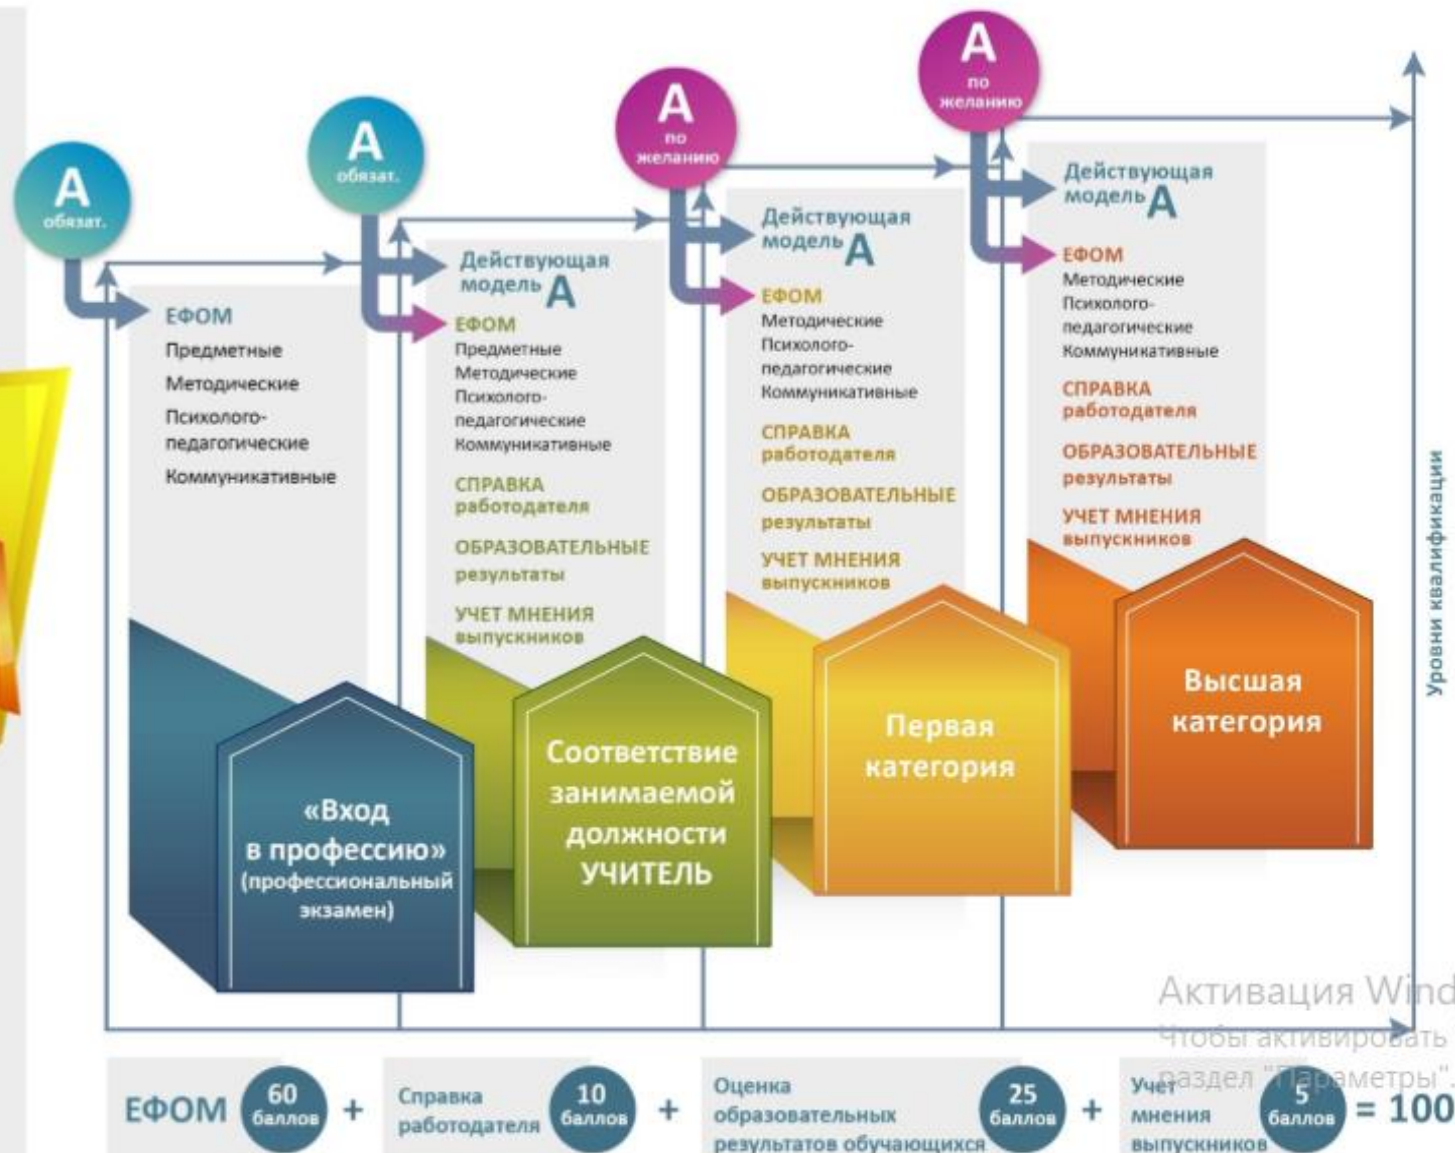 А
обязат.
ЕФОМ
Предметные
Методические
Психолого-
педагогические
Коммуникативные
«Вход
в профессию»
(профессиональный
экзамен)
А
обязат.
Действующая
модель А
ЕФОМ
Предметные
Методические
Психолого-
педагогические
Коммуникативные
СПРАВКА
работодателя
ОБРАЗОВАТЕЛЬНЫЕ
результаты
УЧЕТ МНЕНИЯ
выпускников
Соответствие
занимаемой
должности
УЧИТЕЛЬ
А
по
желанию
Действующая
модель А
ЕФОМ
Методические
Психолого-
педагогические
Коммуникативные
СПРАВКА
работодателя
ОБРАЗОВАТЕЛЬНЫЕ
результаты
УЧЕТ МНЕНИЯ
выпускников
Первая
категория
А
по
желанию
Действующая
модель А
ЕФОМ
Методические
Психолого-
педагогические
Коммуникативные
СПРАВКА
работодателя
ОБРАЗОВАТЕЛЬНЫЕ
результаты
УЧЕТ МНЕНИЯ
выпускников
Высшая
категория
Уровни квалификации
Активация Wind
Чтобы активировать
раздел "Параметры".
ЕФОМ
60
баллов
+
Справка
работодателя
10
баллов
+
Оценка
образовательных
результатов обучающихся
25
баллов
+
Учет
мнения
выпускников
5
баллов
= 100